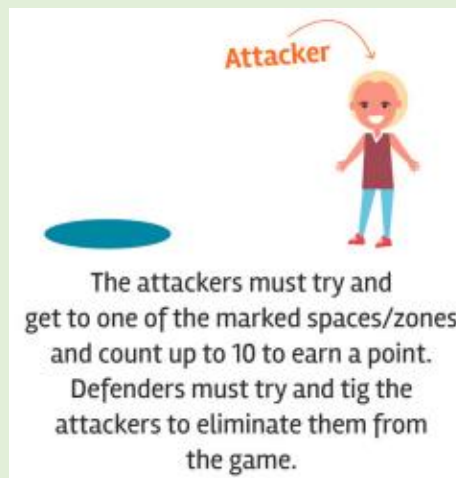 Attacker
The attackers must try and
get to one of the marked spaces/zones
and count up to 10 to earn a point.
Defenders must try and tig the
attackers to eliminate them from
the game.